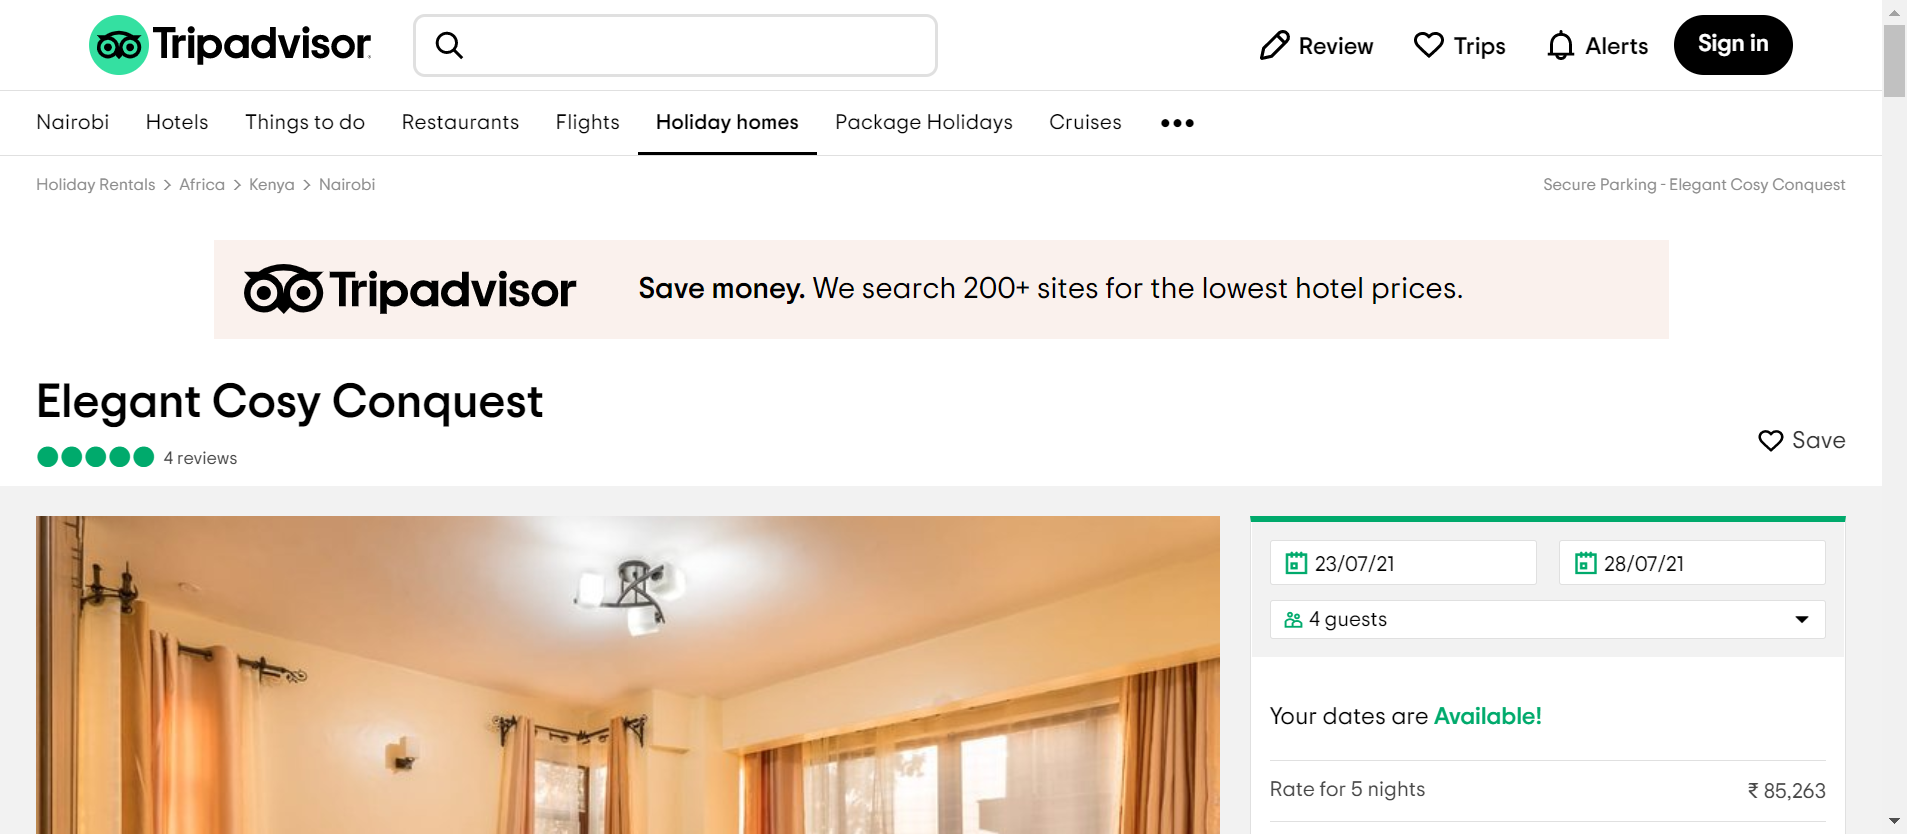 Tripadvisor
Review
Trips
Alerts
Sign in
Nairobi
Hotels
Things to do
Restaurants
Flights
Holiday homes
Package Holidays
Cruises
Holiday Rentals > Africa > Kenya > Nairobi
Secure Parking - Elegant Cosy Conquest
Tripadvisor
Save money. We search 200+ sites for the lowest hotel prices.
Elegant Cosy Conquest
4 reviews
Save
23/07/21
28/07/21
4 guests
Your dates are Available!
Rate for 5 nights
₹ 85,263